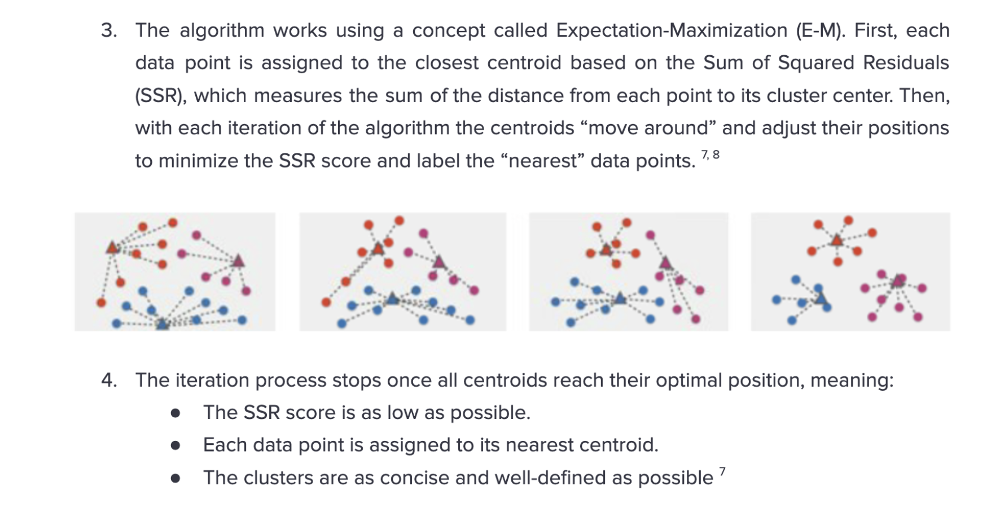 3. The algorithm works using a concept called Expectation-Maximization (E-M). First, each
data point is assigned to the closest centroid based on the Sum of Squared Residuals
(SSR), which measures the sum of the distance from each point to its cluster center. Then,
with each iteration of the algorithm the centroids “move around” and adjust their positions
to minimize the SSR score and label the “nearest” data points. 7, 8
4. The iteration process stops once all centroids reach their optimal position, meaning:
● The SSR score is as low as possible.
● Each data point is assigned to its nearest centroid.
● The clusters are as concise and well-defined as possible 7